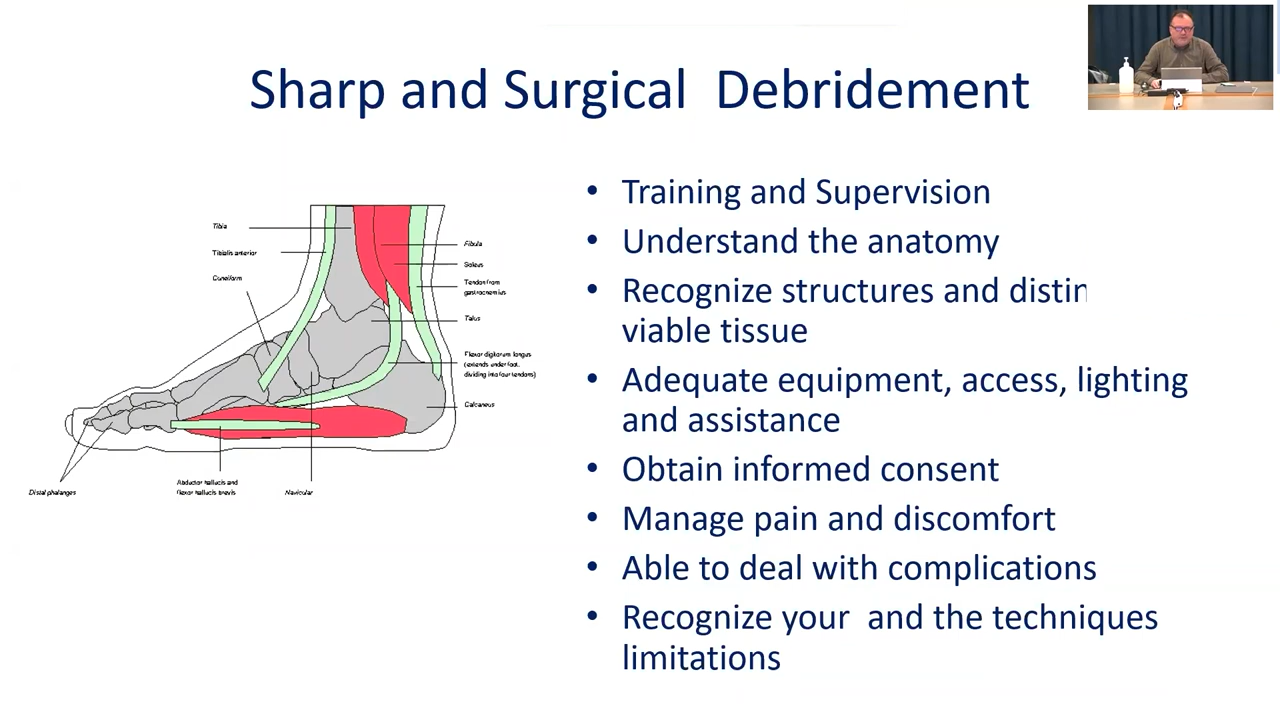 Sharp and Surgical  Debridement
Tibia
Tibialis anterior
Cuneiform
Fibula
Soleus
Tendon from
gastrocnemius
Talus
Flexor digitorum longus
(extends under foot,
dividing into four tendons)
Calcaneus
Distal phalanges
Abductor hallucis and
flexor hallucis brevis
Navicular
• Training and Supervision
• Understand the anatomy
• Recognize structures and distin
viable tissue
• Adequate equipment, access, lighting
and assistance
• Obtain informed consent
• Manage pain and discomfort
• Able to deal with complications
• Recognize your  and the techniques
limitations